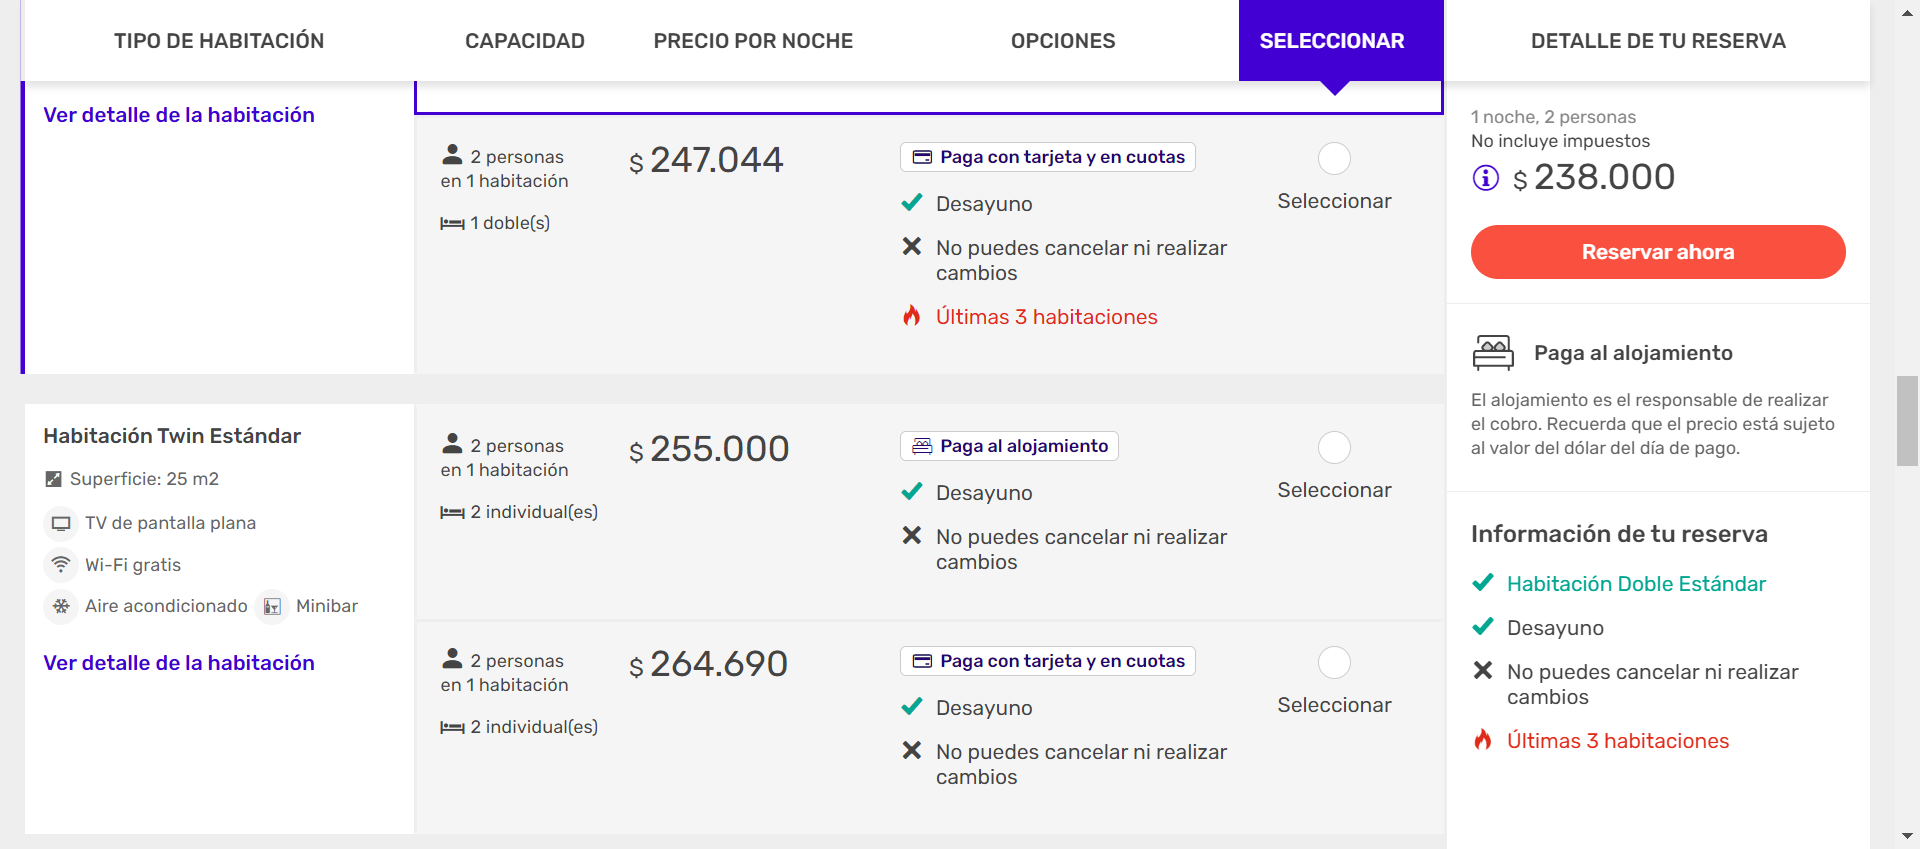 TIPO DE HABITACIÓN
CAPACIDAD
PRECIO POR NOCHE
OPCIONES
SELECCIONAR
DETALLE DE TU RESERVA
Ver detalle de la habitación
2 personas
en 1 habitación
1 doble(s)
$ 247.044
Paga con tarjeta y en cuotas
Desayuno
No puedes cancelar ni realizar
cambios
Últimas 3 habitaciones
Seleccionar
Habitación Twin Estándar
Superficie: 25 m2
TV de pantalla plana
Wi-Fi gratis
Aire acondicionado
Minibar
Ver detalle de la habitación
2 personas
en 1 habitación
2 individual(es)
$ 255.000
Paga al alojamiento
Desayuno
No puedes cancelar ni realizar
cambios
Seleccionar
2 personas
en 1 habitación
2 individual(es)
$ 264.690
Paga con tarjeta y en cuotas
Desayuno
No puedes cancelar ni realizar
cambios
Seleccionar
1 noche, 2 personas
No incluye impuestos
$ 238.000
Reservar ahora
Paga al alojamiento
El alojamiento es el responsable de realizar
el cobro. Recuerda que el precio está sujeto
al valor del dólar del día de pago.
Información de tu reserva
Habitación Doble Estándar
Desayuno
No puedes cancelar ni realizar
cambios
Últimas 3 habitaciones